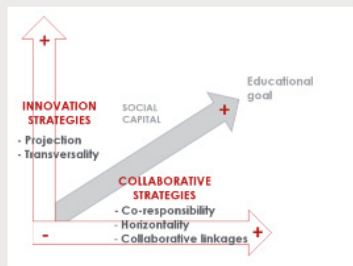 +
Educational
goal
INNOVATION
STRATEGIES
SOCIAL
CAPITAL
+
- Projection
- Transversality
COLLABORATIVE
STRATEGIES
- Co-responsibility
- Horizontality
- Collaborative linkages
-
+